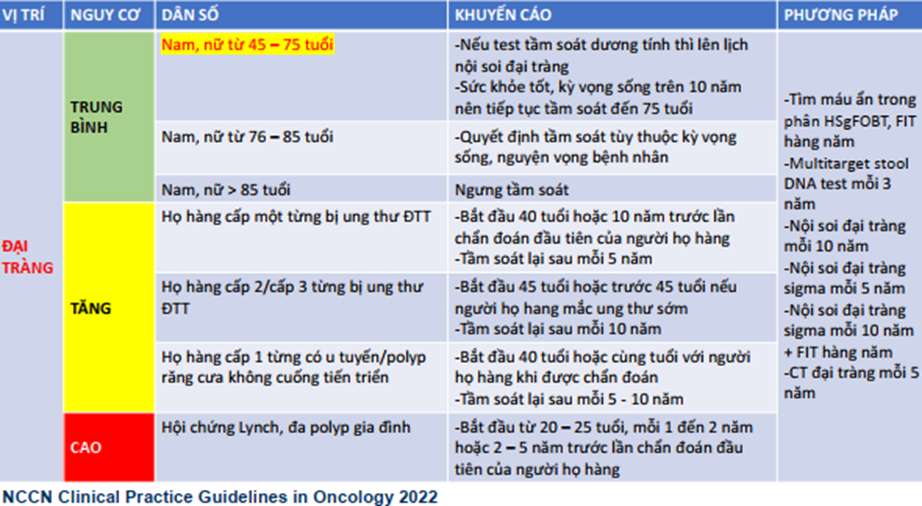 VỊ TRÍ
NGUY CƠ
DÂN SỐ
KHUYẾN CÁO
PHƯƠNG PHÁP
ĐẠI
TRÀNG
TRUNG
BÌNH
Nam, nữ từ 45 – 75 tuổi
-Nếu test tầm soát dương tính thì lên lịch
nội soi đại tràng
-Sức khỏe tốt, kỳ vọng sống trên 10 năm
nên tiếp tục tầm soát đến 75 tuổi
Nam, nữ từ 76 – 85 tuổi
-Quyết định tầm soát tùy thuộc kỳ vọng
sống, nguyện vọng bệnh nhân
Nam, nữ > 85 tuổi
Ngưng tầm soát
TĂNG
Họ hàng cấp một từng bị ung thư ĐTT
-Bắt đầu 40 tuổi hoặc 10 năm trước lần
chẩn đoán đầu tiên của người họ hàng
-Tầm soát lại sau mỗi 5 năm
Họ hàng cấp 2/cấp 3 từng bị ung thư
ĐTT
-Bắt đầu 45 tuổi hoặc trước 45 tuổi nếu
người họ hang mắc ung thư sớm
-Tầm soát lại sau mỗi 10 năm
Họ hàng cấp 1 từng có u tuyến/polyp
răng cưa không cuống tiến triển
-Bắt đầu 40 tuổi hoặc cùng tuổi với người
họ hàng khi được chẩn đoán
-Tầm soát lại sau mỗi 5 - 10 năm
CAO
Hội chứng Lynch, đa polyp gia đình
-Bắt đầu từ 20 – 25 tuổi, mỗi 1 đến 2 năm
hoặc 2 – 5 năm trước lần chẩn đoán đầu
tiên của người họ hàng
-Tìm máu ẩn trong
phân HSgFOBT, FIT
hàng năm
-Multitarget stool
DNA test mỗi 3
năm
-Nội soi đại tràng
mỗi 10 năm
-Nội soi đại tràng
sigma mỗi 5 năm
-Nội soi đại tràng
sigma mỗi 10 năm
+ FIT hàng năm
-CT đại tràng mỗi 5
năm
NCCN Clinical Practice Guidelines in Oncology 2022